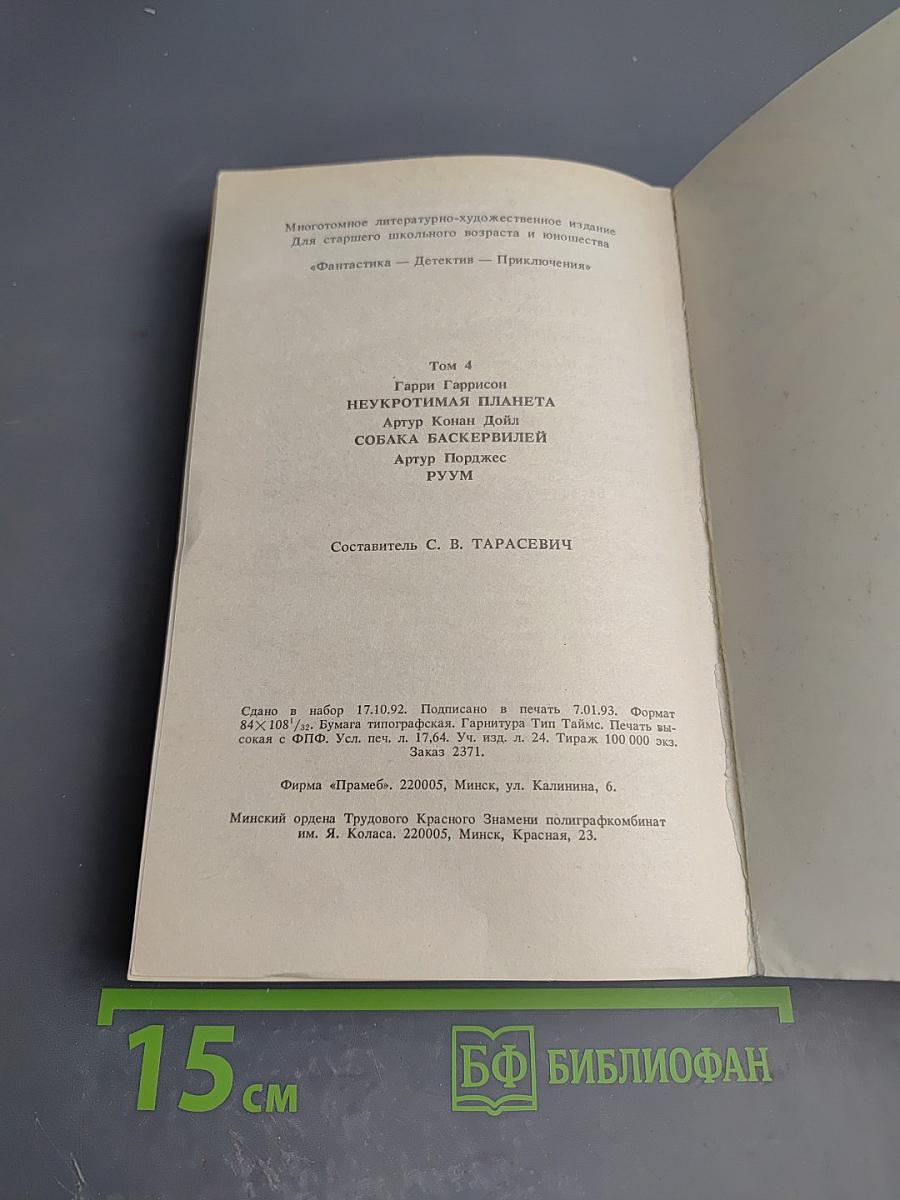 Многотомное литературно-художественное издание
Для старшего школьного возраста и юношества
«Фантастика — Детектив — Приключения»
Том 4
Гарри Гаррисон
НЕУКРОТИМАЯ ПЛАНЕТА
Артур Конан Дойл
СОБАКА БАСКЕРВИЛЕЙ
Артур Порджес
РУУМ
Составитель С. В. ТАРАСЕВИЧ
Сдано в набор 17.10.92. Подписано в печать 7.01.93. Формат
84×108¹/₃₂. Бумага типографская. Гарнитура Тип Таймс. Печать вы-
сокая с ФПФ. Усл. печ. л. 17,64. Уч. изд. л. 24. Тираж 100 000 экз.
Заказ 2371.
Фирма «Прамеб». 220005, Минск, ул. Калинина, 6.
Минский ордена Трудового Красного Знамени полиграфкомбинат
им. Я. Коласа. 220005, Минск, Красная, 23.
15 см
БФ БИБЛИОФАН